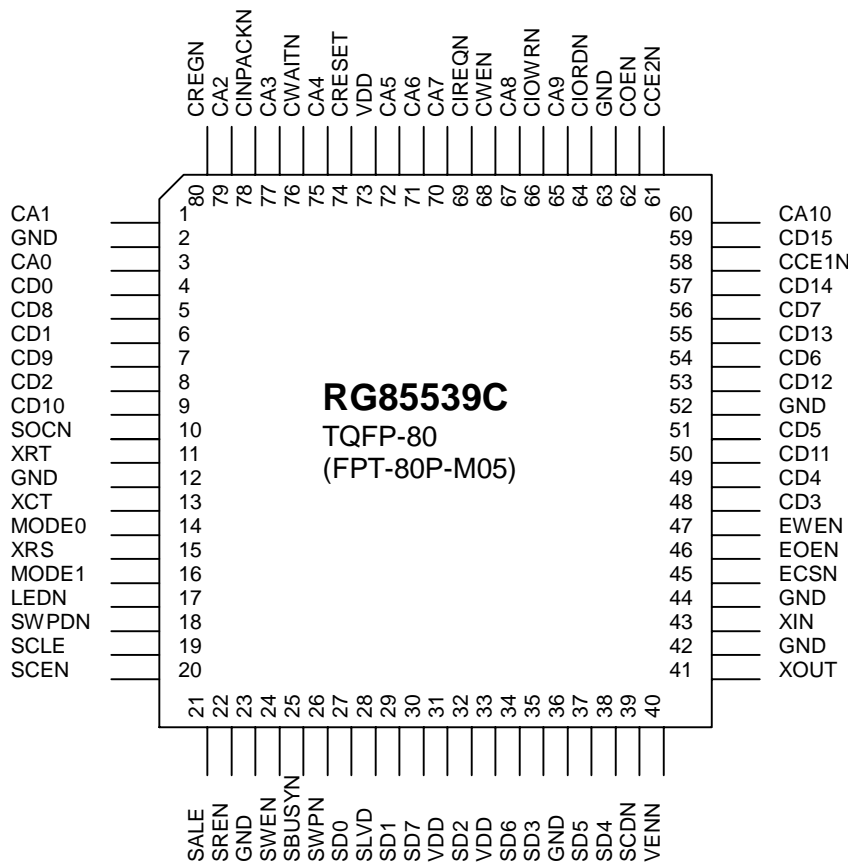 CREGN
CA2
CINPACKN
CA3
CWAITN
CA4
CRESET
VDD
CA5
CA6
CA7
CIREQN
CWEN
CA8
CIOWRN
CA9
CIORDN
GND
COEN
CCE2N
80
79
78
77
76
75
74
73
72
71
70
69
68
67
66
65
64
63
62
61
CA1 1
GND 2
CA0 3
CD0 4
CD8 5
CD1 6
CD9 7
CD2 8
CD10 9
SOCN 10
XRT 11
GND 12
XCT 13
MODE0 14
XRS 15
MODE1 16
LEDN 17
SWPDN 18
SCLE 19
SCEN 20
RG85539C
TQFP-80
(FPT-80P-M05)
60 CA10
59 CD15
58 CCE1N
57 CD14
56 CD7
55 CD13
54 CD6
53 CD12
52 GND
51 CD5
50 CD11
49 CD4
48 CD3
47 EWEN
46 EOEN
45 ECSN
44 GND
43 XIN
42 GND
41 XOUT
21
22
23
24
25
26
27
28
29
30
31
32
33
34
35
36
37
38
39
40
SALE
SREN
GND
SWEN
SBUSYN
SWPN
SD0
SLVD
SD1
SD7
VDD
SD2
VDD
SD6
SD3
GND
SD5
SD4
SCDN
VENN